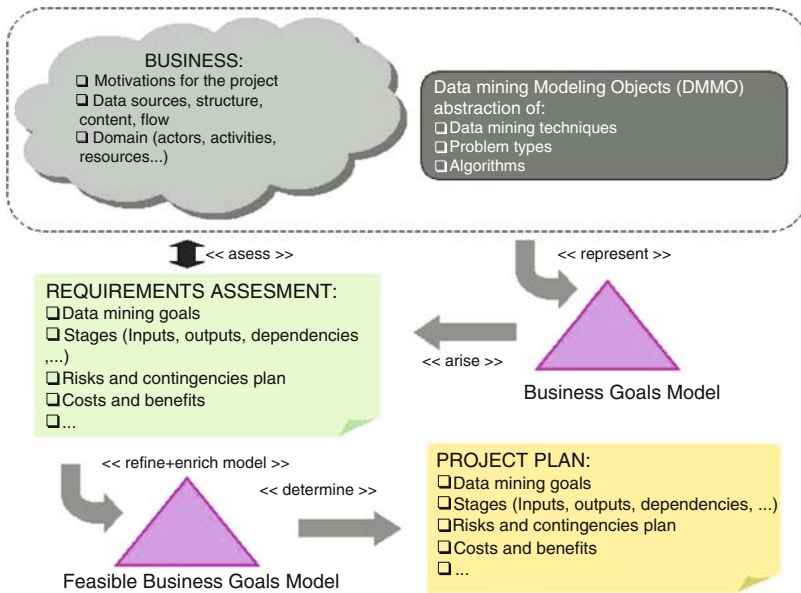 BUSINESS:
❑ Motivations for the project
❑ Data sources, structure,
content, flow
❑ Domain (actors, activities,
resources...)
Data mining Modeling Objects (DMMO)
abstraction of:
❑ Data mining techniques
❑ Problem types
❑ Algorithms
<< asess >>
<< represent >>
REQUIREMENTS ASSESMENT:
❑ Data mining goals
❑ Stages (Inputs, outputs, dependencies
,...)
❑ Risks and contingencies plan
❑ Costs and benefits
❑ ...
<< arise >>
Business Goals Model
<< refine+enrich model >>
<< determine >>
Feasible Business Goals Model
PROJECT PLAN:
❑ Data mining goals
❑ Stages (Inputs, outputs, dependencies, ...)
❑ Risks and contingencies plan
❑ Costs and benefits
❑ ...